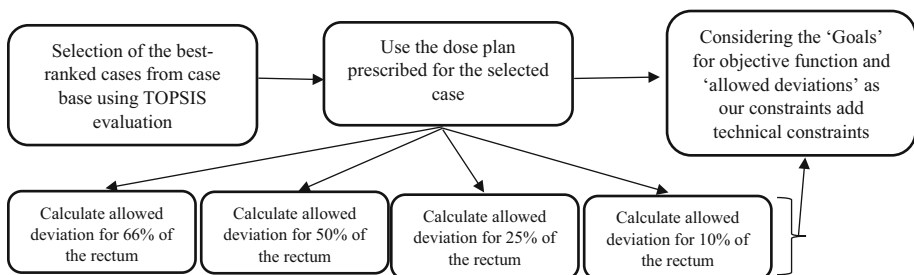 Selection of the best-
ranked cases from case
base using TOPSIS
evaluation
Use the dose plan
prescribed for the selected
case
Considering the ‘Goals’
for objective function and
‘allowed deviations’ as
our constraints add
technical constraints
Calculate allowed
deviation for 66% of
the rectum
Calculate allowed
deviation for 50% of
the rectum
Calculate allowed
deviation for 25% of
the rectum
Calculate allowed
deviation for 10% of
the rectum